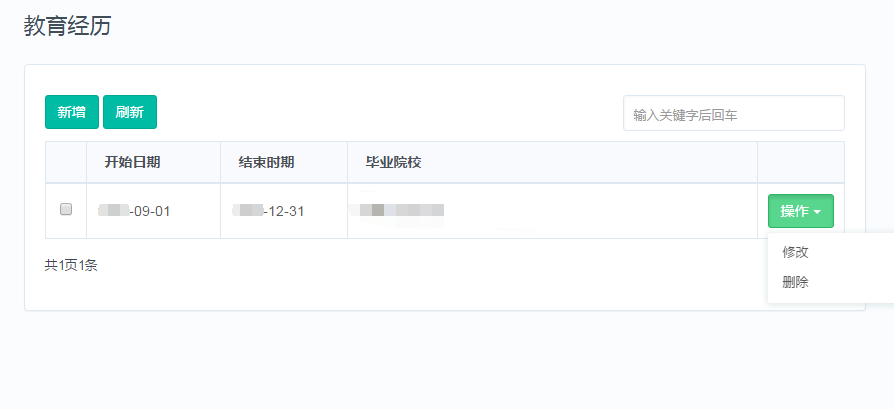 教育经历
新增 刷新 输入关键字后回车
开始日期 结束时期 毕业院校
-09-01 -12-31 操作
修改
删除
共1页1条